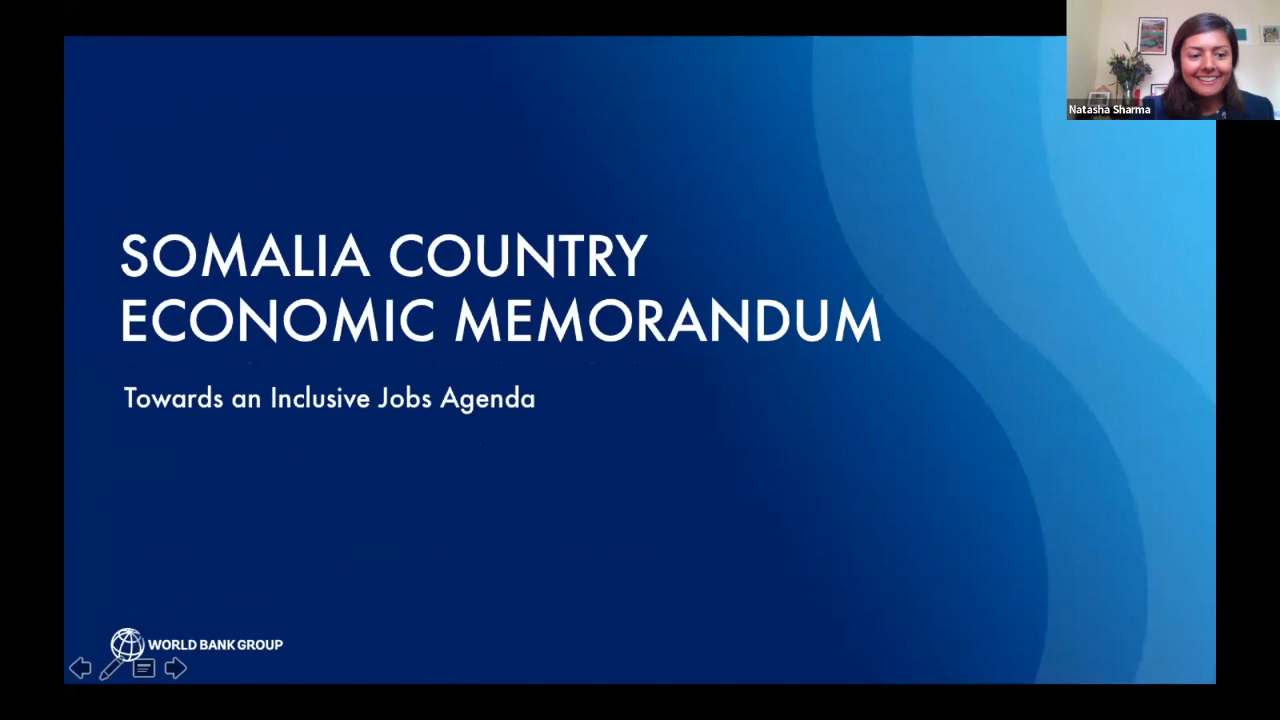 Natasha Sharma
SOMALIA COUNTRY
ECONOMIC MEMORANDUM
Towards an Inclusive Jobs Agenda
WORLD BANK GROUP